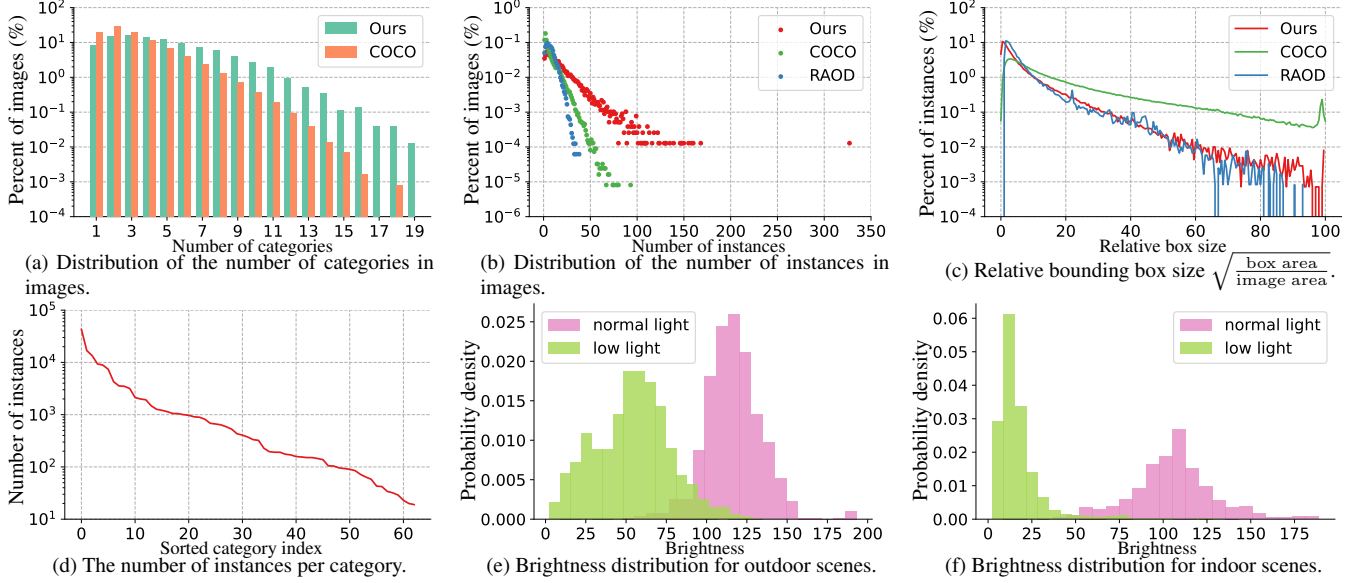 Percent of images (%)
10² 10¹ 10⁰ 10⁻¹ 10⁻² 10⁻³ 10⁻⁴
Ours
COCO
1 3 5 7 9 11 13 15 17 19
Number of categories
(a) Distribution of the number of categories in
images.
Percent of images (%)
10⁰ 10⁻¹ 10⁻² 10⁻³ 10⁻⁴ 10⁻⁵ 10⁻⁶
Ours
COCO
RAOD
0 50 100 150 200 250 300 350
Number of instances
(b) Distribution of the number of instances in
images.
Percent of instances (%)
10² 10¹ 10⁰ 10⁻¹ 10⁻² 10⁻³ 10⁻⁴
Ours
COCO
RAOD
0 20 40 60 80 100
Relative box size
(c) Relative bounding box size √(box area / image area).
Number of instances
10⁵ 10⁴ 10³ 10² 10¹
0 10 20 30 40 50 60
Sorted category index
(d) The number of instances per category.
Probability density
0.025 0.020 0.015 0.010 0.005 0.000
normal light
low light
0 25 50 75 100 125 150 175 200
Brightness
(e) Brightness distribution for outdoor scenes.
Probability density
0.06 0.05 0.04 0.03 0.02 0.01 0.00
normal light
low light
0 25 50 75 100 125 150 175
Brightness
(f) Brightness distribution for indoor scenes.